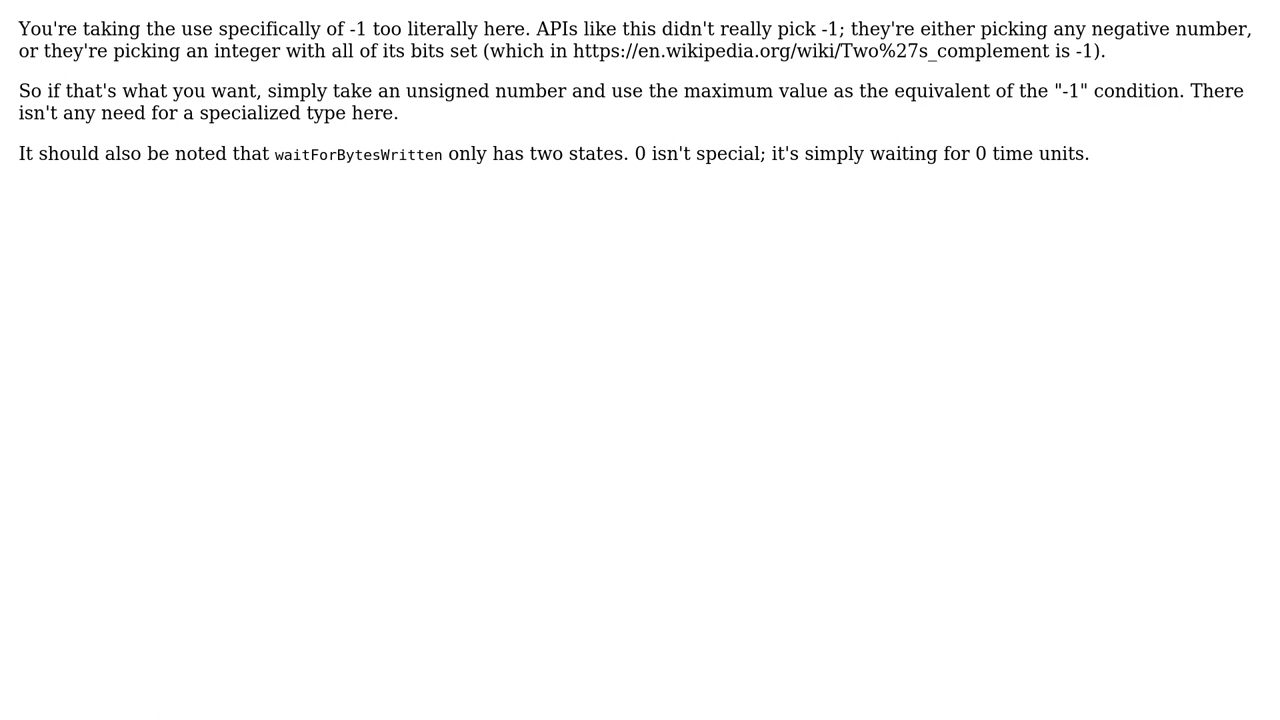 You're taking the use specifically of -1 too literally here. APIs like this didn't really pick -1; they're either picking any negative number,
or they're picking an integer with all of its bits set (which in https://en.wikipedia.org/wiki/Two%27s_complement is -1).
So if that's what you want, simply take an unsigned number and use the maximum value as the equivalent of the "-1" condition. There
isn't any need for a specialized type here.
It should also be noted that waitForBytesWritten only has two states. 0 isn't special; it's simply waiting for 0 time units.